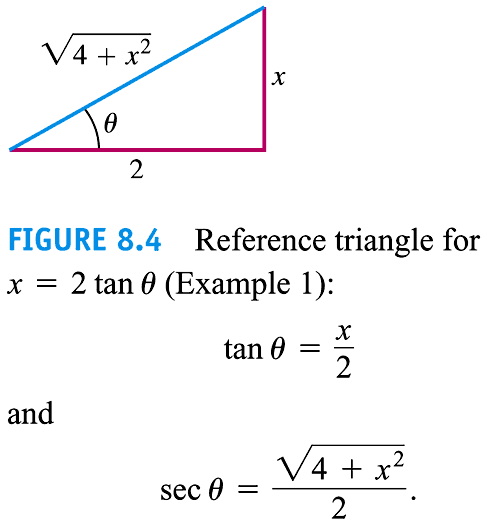 √4 + x²
x
θ
2
FIGURE 8.4 Reference triangle for
x = 2 tan θ (Example 1):
tan θ = x/2
and
sec θ = √4 + x²/2.